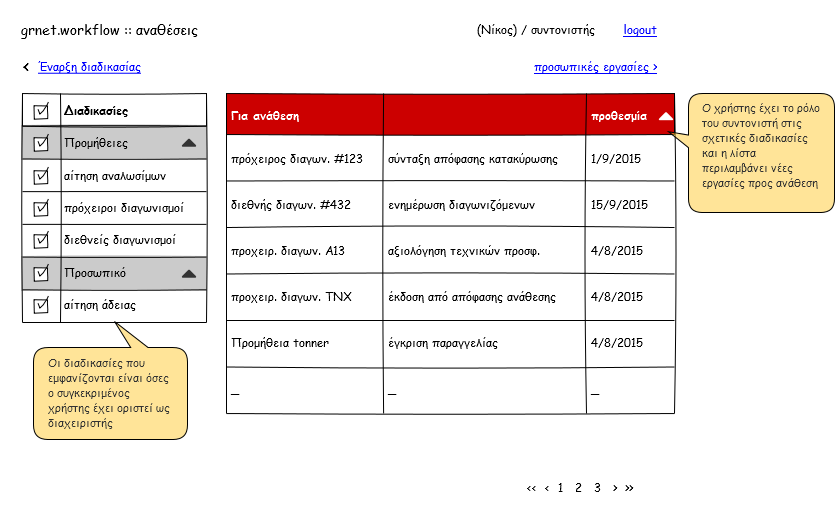 grnet.workflow :: αναθέσεις
(Νίκος) / συντονιστής logout
< Έναρξη διαδικασίας
προσωπικές εργασίες >
Διαδικασίες
Προμήθειες
αίτηση αναλωσίμων
πρόχειροι διαγωνισμοί
διεθνείς διαγωνισμοί
Προσωπικό
αίτηση άδειας
Οι διαδικασίες που
εμφανίζονται είναι όσες
ο συγκεκριμένος
χρήστης έχει οριστεί ως
διαχειριστής
Για ανάθεση προθεσμία
πρόχειρος διαγων. #123 σύνταξη απόφασης κατακύρωσης 1/9/2015
διεθνής διαγων. #432 ενημέρωση διαγωνιζόμενων 15/9/2015
προχειρ. διαγων. A13 αξιολόγηση τεχνικών προσφ. 4/8/2015
προχειρ. διαγων. TNX έκδοση από απόφασης ανάθεσης 4/8/2015
Προμήθεια tonner έγκριση παραγγελίας 4/8/2015
_ _ _
Ο χρήστης έχει το ρόλο
του συντονιστή στις
σχετικές διαδικασίες
και η λίστα
περιλαμβάνει νέες
εργασίες προς ανάθεση
<< < 1 2 3 > >>